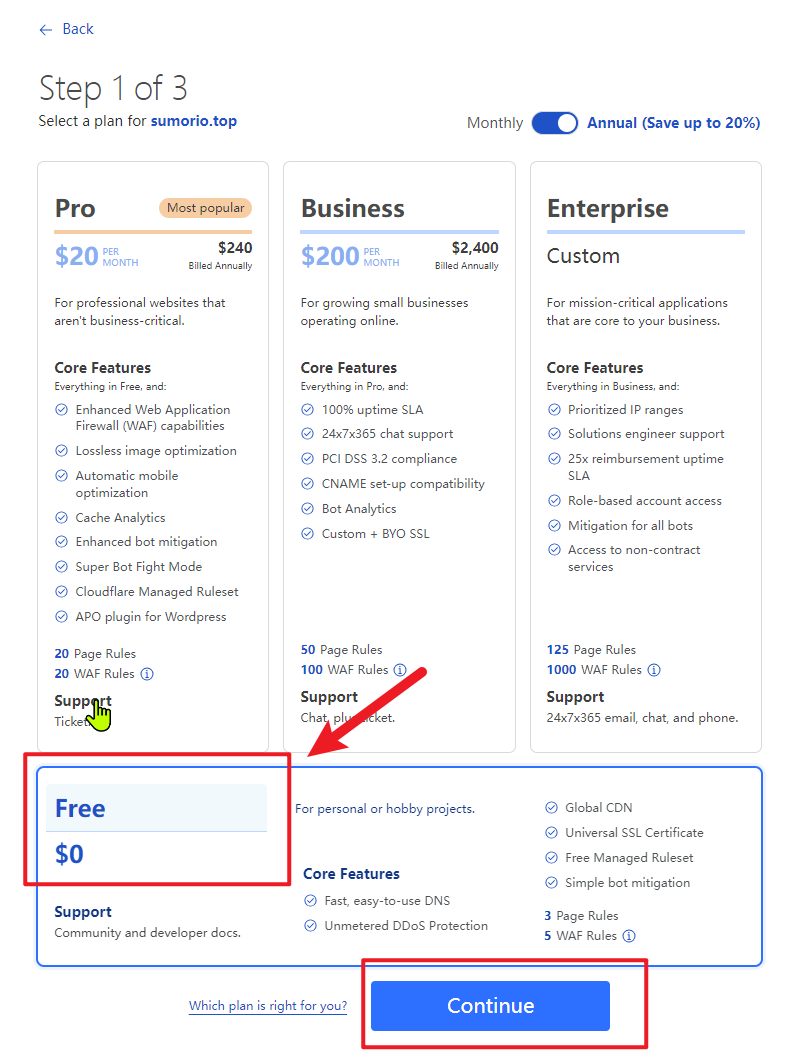 Back
Step 1 of 3
Select a plan for sumorio.top
Monthly Annual (Save up to 20%)
Pro Most popular
$20 PER MONTH $240 Billed Annually
For professional websites that
aren't business-critical.
Core Features
Everything in Free, and:
Enhanced Web Application
Firewall (WAF) capabilities
Lossless image optimization
Automatic mobile
optimization
Cache Analytics
Enhanced bot mitigation
Super Bot Fight Mode
Cloudflare Managed Ruleset
APO plugin for Wordpress
20 Page Rules
20 WAF Rules
Support
Ticket.
Business
$200 PER MONTH $2,400 Billed Annually
For growing small businesses
operating online.
Core Features
Everything in Pro, and:
100% uptime SLA
24x7x365 chat support
PCI DSS 3.2 compliance
CNAME set-up compatibility
Bot Analytics
Custom + BYO SSL
50 Page Rules
100 WAF Rules
Support
Chat, plus ticket.
Enterprise
Custom
For mission-critical applications
that are core to your business.
Core Features
Everything in Business, and:
Prioritized IP ranges
Solutions engineer support
25x reimbursement uptime
SLA
Role-based account access
Mitigation for all bots
Access to non-contract
services
125 Page Rules
1000 WAF Rules
Support
24x7x365 email, chat, and phone.
Free
$0
Support
Community and developer docs.
For personal or hobby projects.
Core Features
Fast, easy-to-use DNS
Unmetered DDoS Protection
Global CDN
Universal SSL Certificate
Free Managed Ruleset
Simple bot mitigation
3 Page Rules
5 WAF Rules
Which plan is right for you?
Continue